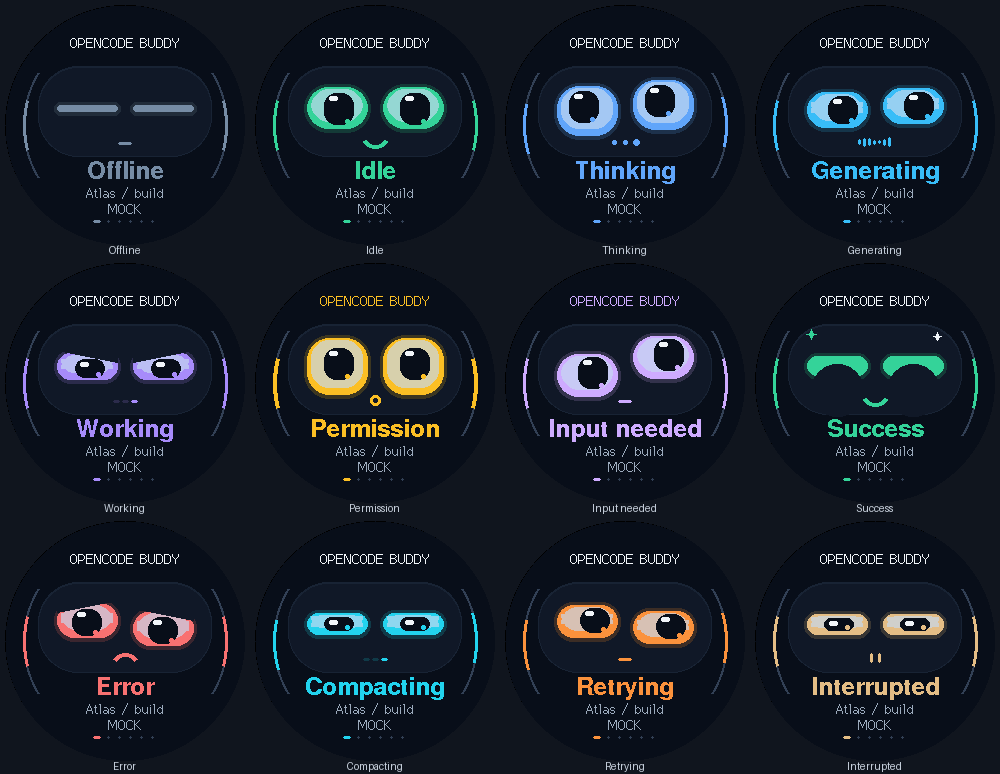 OPENCODE BUDDY
Offline
Atlas / build
MOCK
Offline
OPENCODE BUDDY
Idle
Atlas / build
MOCK
Idle
OPENCODE BUDDY
Thinking
Atlas / build
MOCK
Thinking
OPENCODE BUDDY
Generating
Atlas / build
MOCK
Generating
OPENCODE BUDDY
Working
Atlas / build
MOCK
Working
OPENCODE BUDDY
Permission
Atlas / build
MOCK
Permission
OPENCODE BUDDY
Input needed
Atlas / build
MOCK
Input needed
OPENCODE BUDDY
Success
Atlas / build
MOCK
Success
OPENCODE BUDDY
Error
Atlas / build
MOCK
Error
OPENCODE BUDDY
Compacting
Atlas / build
MOCK
Compacting
OPENCODE BUDDY
Retrying
Atlas / build
MOCK
Retrying
OPENCODE BUDDY
Interrupted
Atlas / build
MOCK
Interrupted